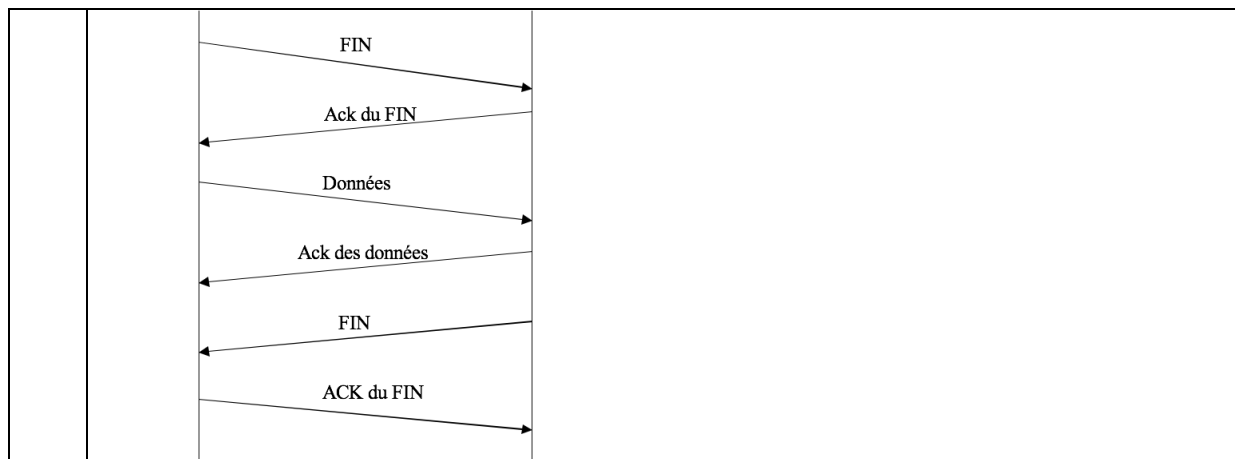 FIN
Ack du FIN
Données
Ack des données
FIN
ACK du FIN